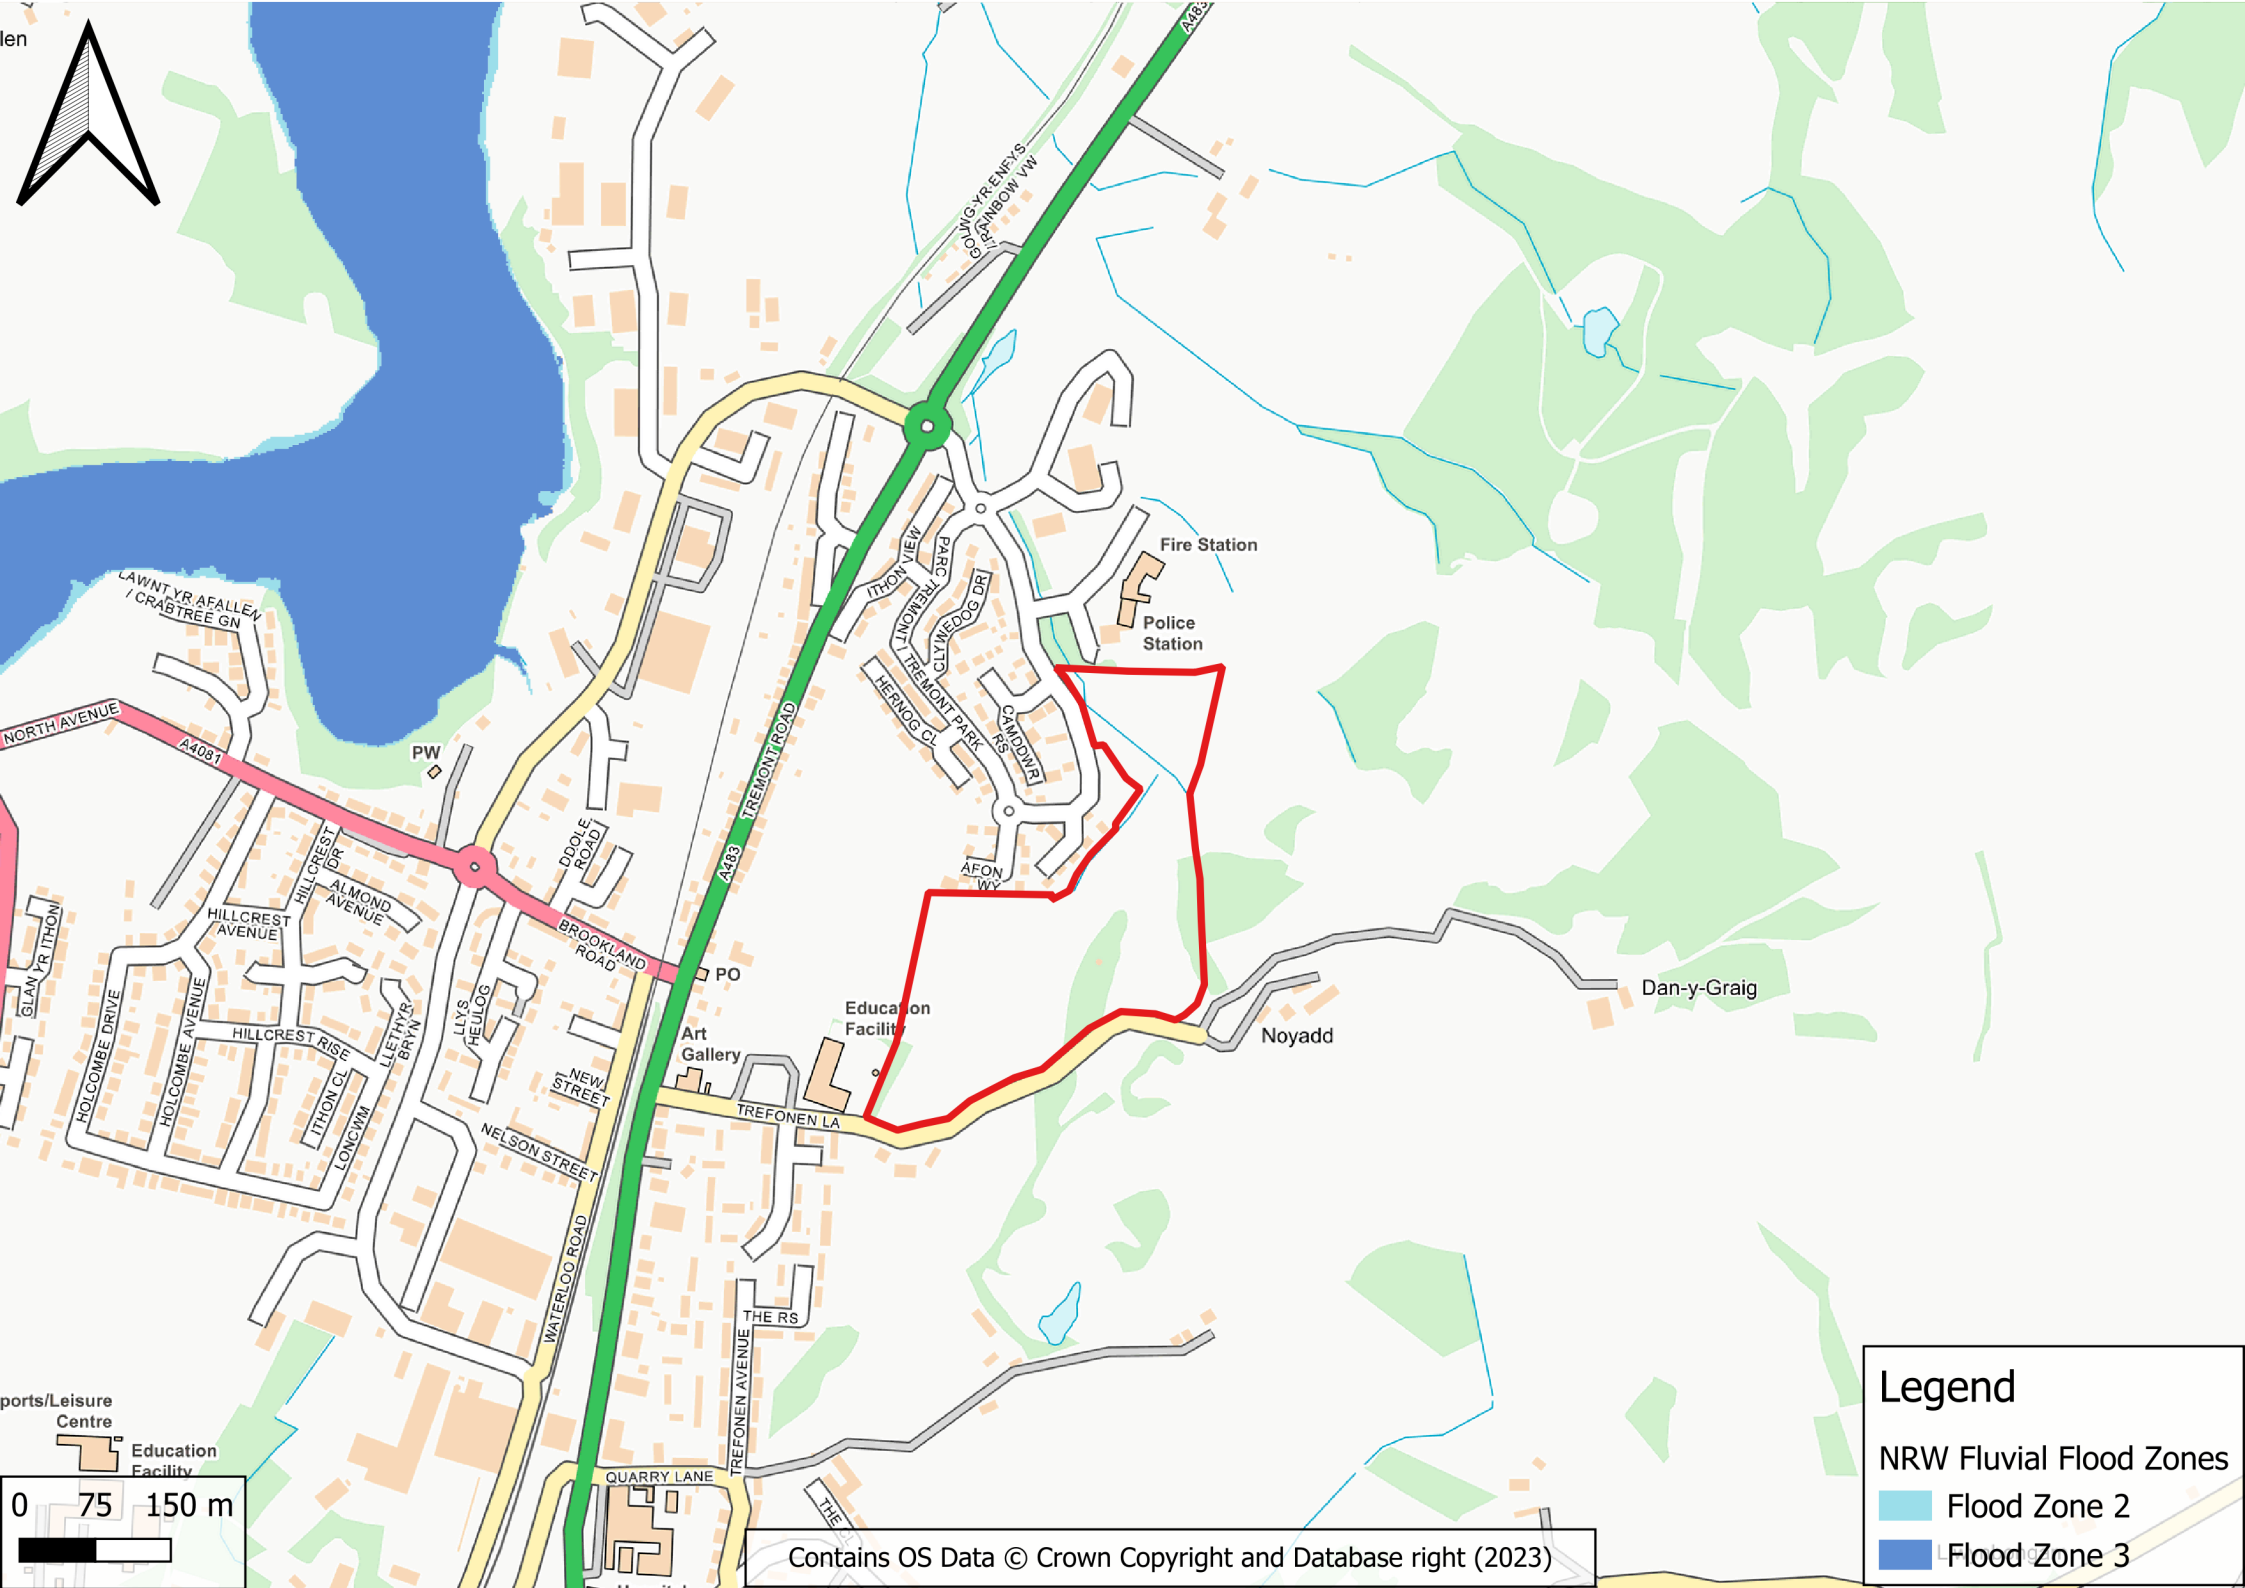 len
A483
GOLWG-YR-ENFYS
/ RAINBOW VW
Fire Station
Police
Station
ITHON VIEW
PARC TREMONT /
TREMONT PARK
CLYWEDOG DR
HERNOG CL
CAMDDWR
RS
AFON
WY
LAWNT YR AFALLEN
/ CRABTREE GN
NORTH AVENUE
A4081
PW
TREMONT ROAD
A483
DDOLE
ROAD
HILLCREST
DR
ALMOND
AVENUE
HILLCREST
AVENUE
BROOKLAND
ROAD
PO
GLAN YR ITHON
HOLCOMBE DRIVE
HOLCOMBE AVENUE
HILLCREST RISE
LLETHYR
BRYN
LLYS
HEULOG
ITHON CL
LONCWM
NEW
STREET
NELSON STREET
Art
Gallery
Education
Facility
TREFONEN LA
Dan-y-Graig
Noyadd
WATERLOO ROAD
THE RS
TREFONEN AVENUE
QUARRY LANE
THE CL
ports/Leisure
Centre
Education
Facility
0 75 150 m
Contains OS Data © Crown Copyright and Database right (2023)
Legend
NRW Fluvial Flood Zones
Flood Zone 2
Flood Zone 3